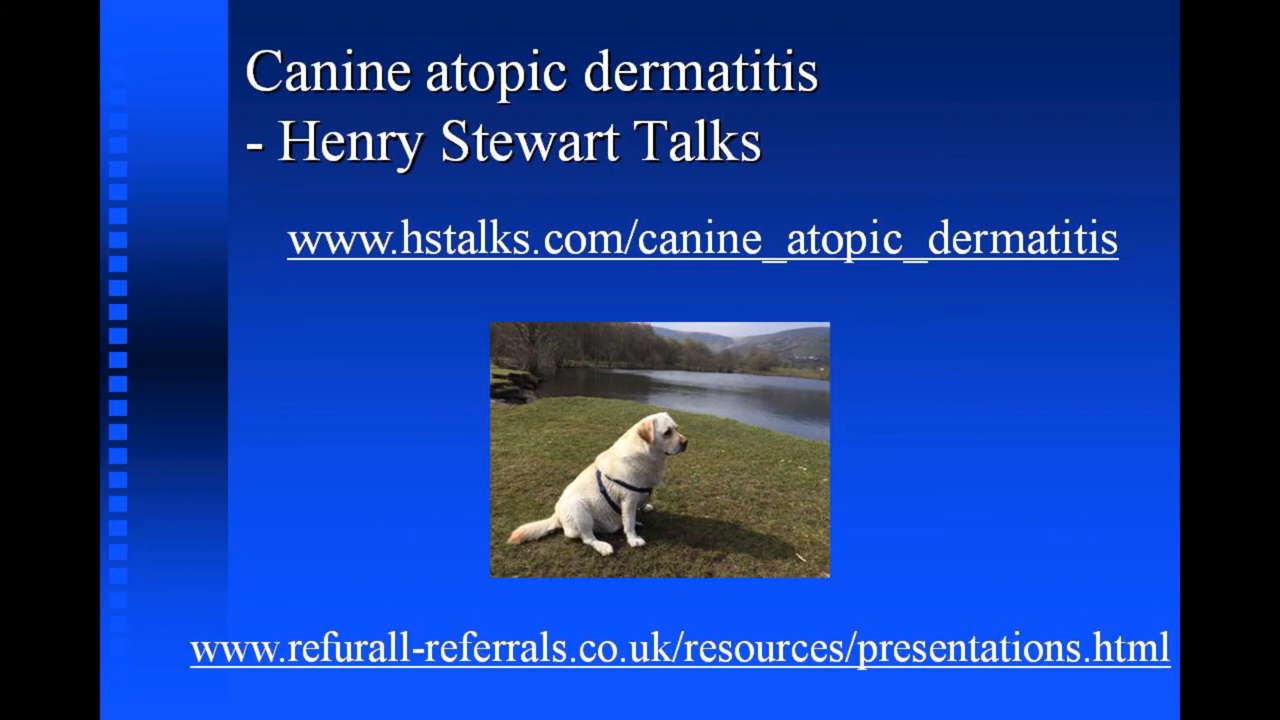 Canine atopic dermatitis
- Henry Stewart Talks
www.hstalks.com/canine_atopic_dermatitis
www.refurall-referrals.co.uk/resources/presentations.html